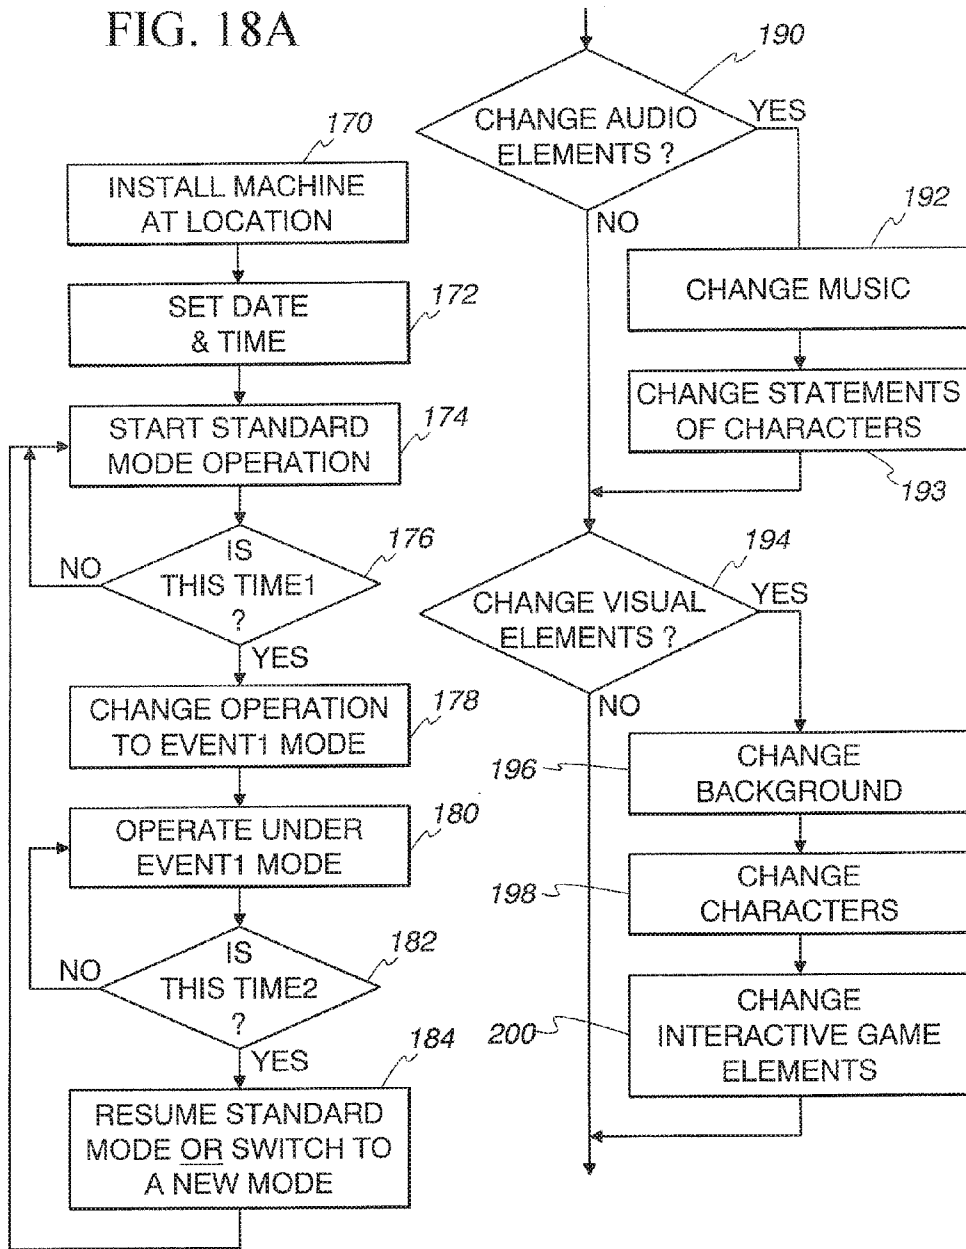 FIG. 18A
170
INSTALL MACHINE
AT LOCATION
SET DATE
& TIME
172
START STANDARD
MODE OPERATION
174
IS
THIS TIME1
?
176
NO
YES
CHANGE OPERATION
TO EVENT1 MODE
178
OPERATE UNDER
EVENT1 MODE
180
IS
THIS TIME2
?
182
NO
YES
184
RESUME STANDARD
MODE OR SWITCH TO
A NEW MODE
190
CHANGE AUDIO
ELEMENTS ?
YES
NO
192
CHANGE MUSIC
CHANGE STATEMENTS
OF CHARACTERS
193
194
CHANGE VISUAL
ELEMENTS ?
YES
NO
196
CHANGE
BACKGROUND
198
CHANGE
CHARACTERS
200
CHANGE
INTERACTIVE GAME
ELEMENTS